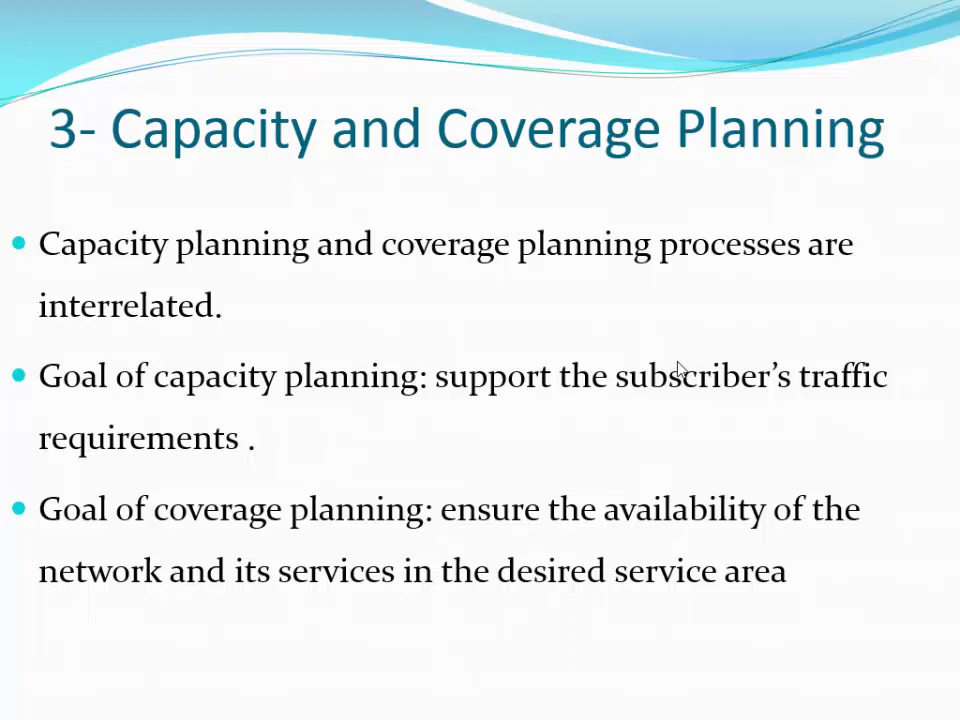 3- Capacity and Coverage Planning
Capacity planning and coverage planning processes are
interrelated.
Goal of capacity planning: support the subscriber’s traffic
requirements .
Goal of coverage planning: ensure the availability of the
network and its services in the desired service area